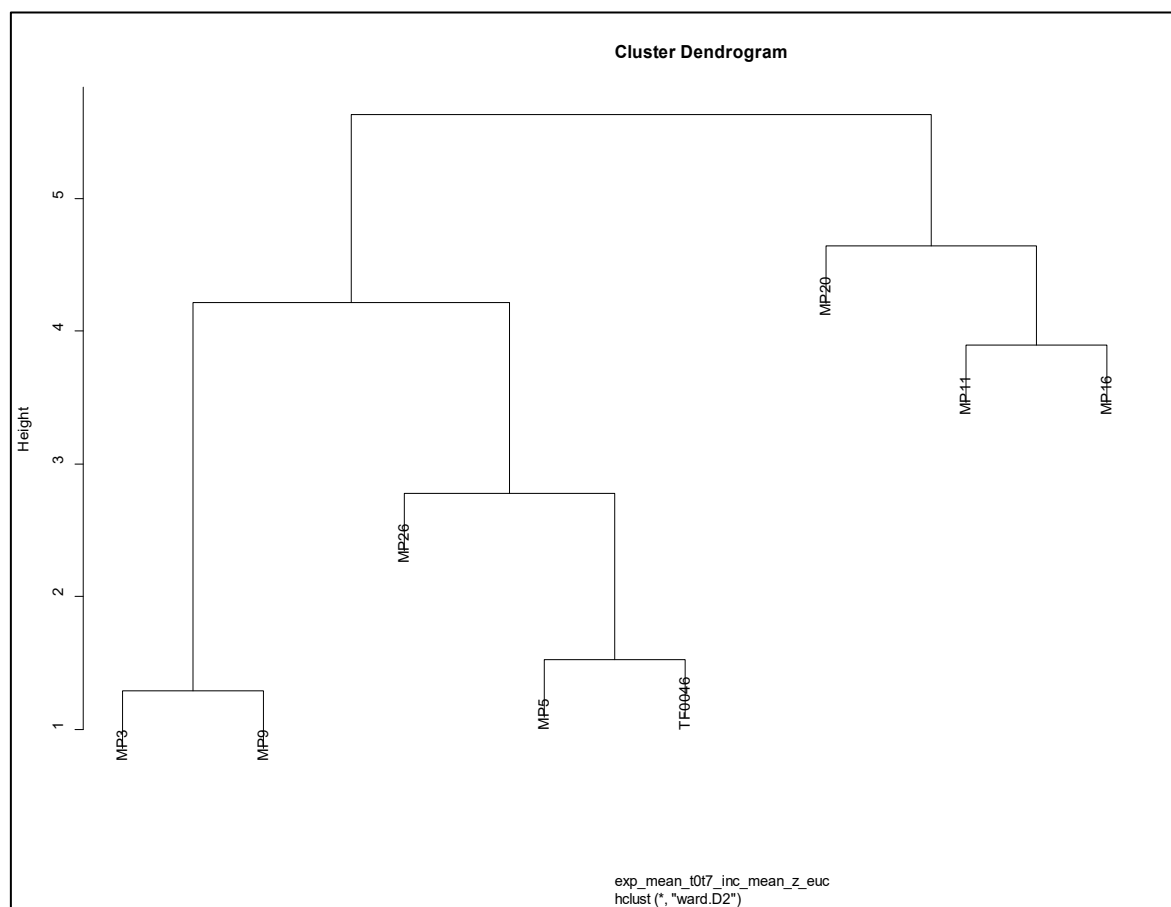 Cluster Dendrogram
Height
5
4
3
2
1
MP20
MP11
MP16
MP26
MP5
TF0046
MP3
MP9
exp_mean_t0t7_inc_mean_z_euc
hclust (*, "ward.D2")